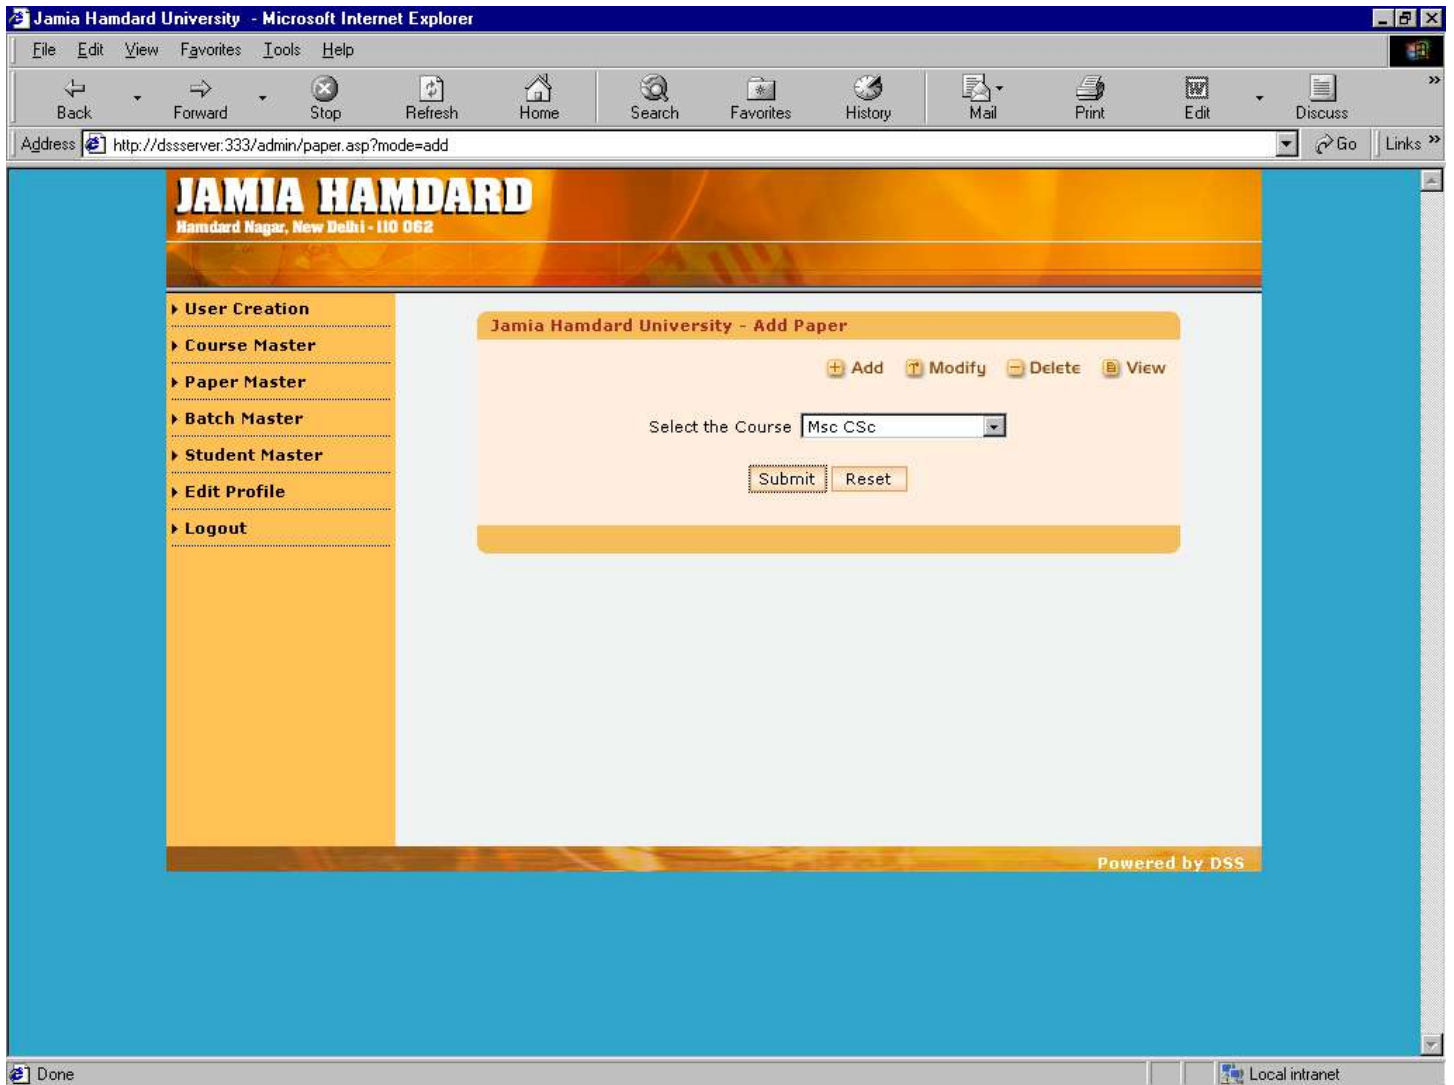 Jamia Hamdard University - Microsoft Internet Explorer
File Edit View Favorites Tools Help
Back Forward Stop Refresh Home Search Favorites History Mail Print Edit Discuss »
Address http://dssserver:333/admin/paper.asp?mode=add Go Links »
JAMIA HAMDARD
Hamdard Nagar, New Delhi - 110 062
User Creation
Course Master
Paper Master
Batch Master
Student Master
Edit Profile
Logout
Jamia Hamdard University - Add Paper
Add Modify Delete View
Select the Course Msc CSc
Submit Reset
Powered by DSS
Done Local intranet